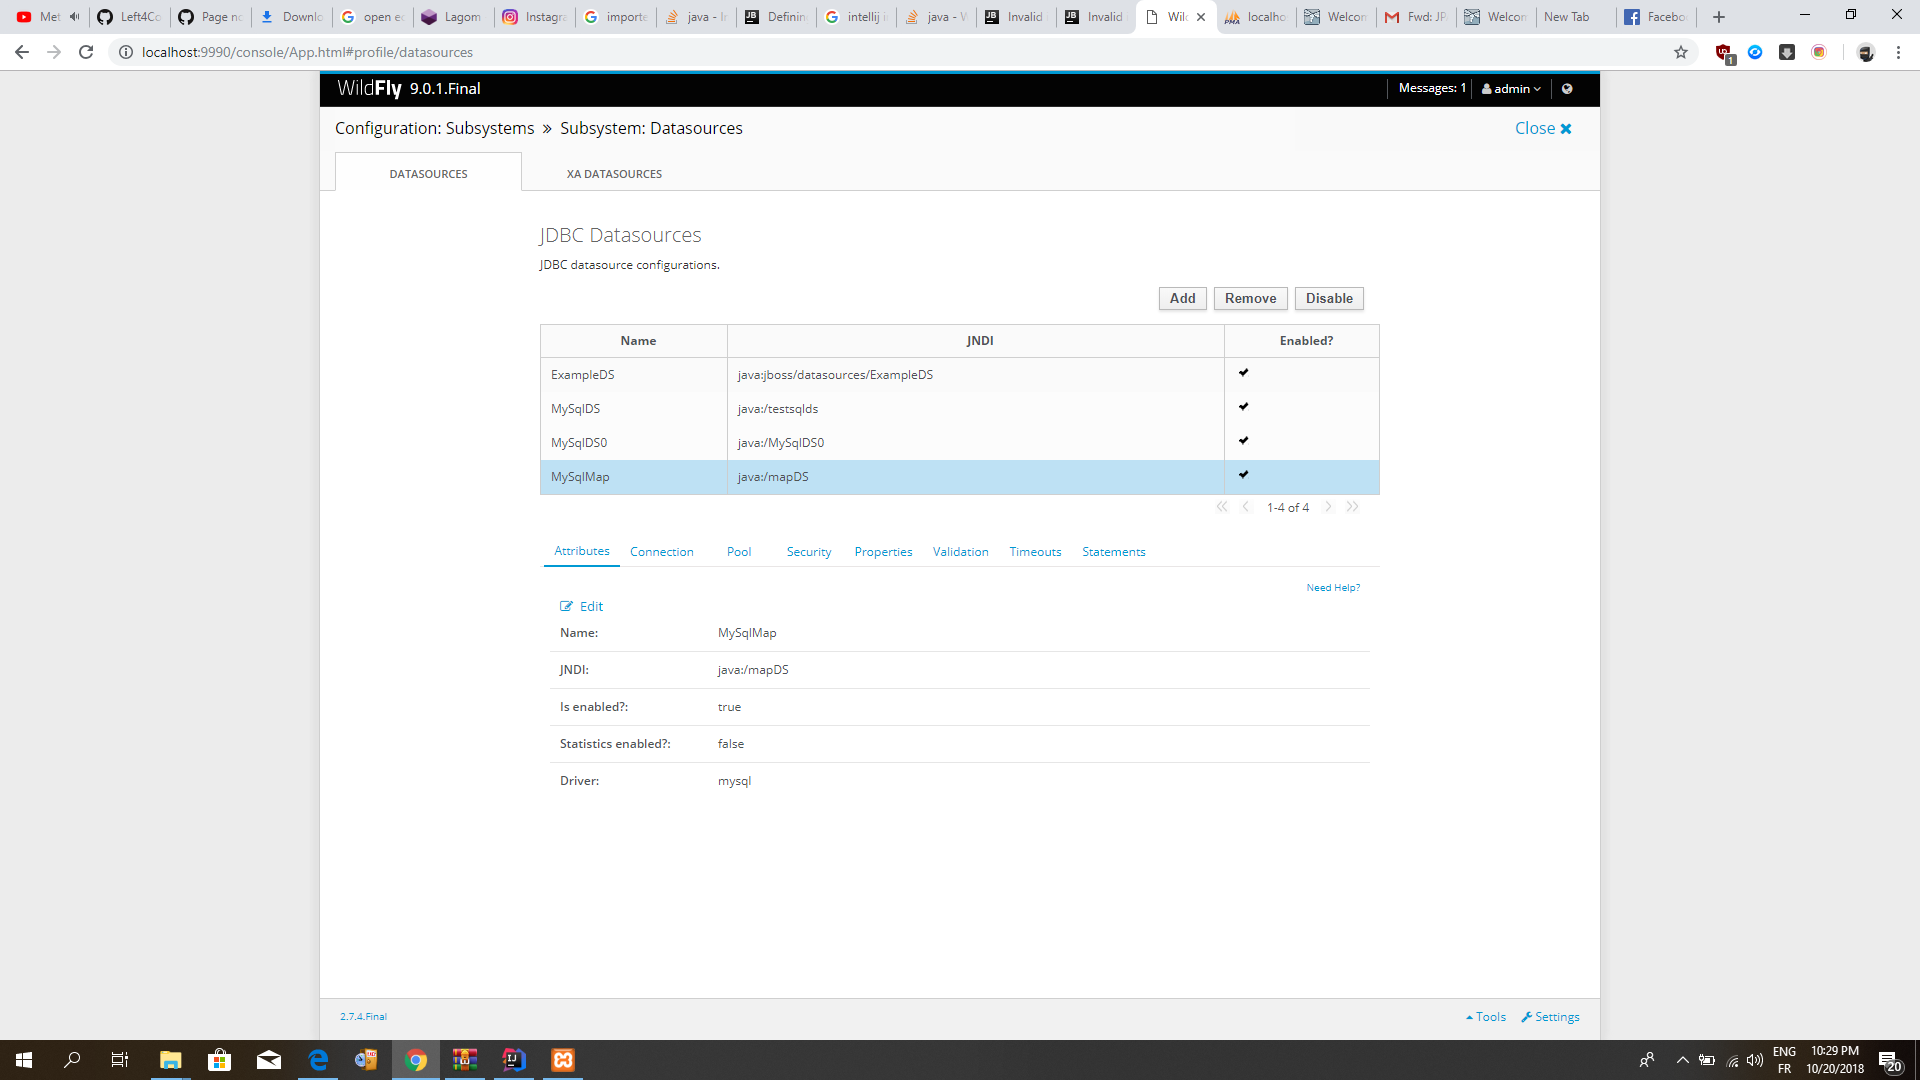 Met
Left4Co
Page no
Downlo
open ec
Lagom
Instagra
importe
java - Ir
Definin
intellij i
java - V
Invalid
Invalid
Wil
localho
Welcom
Fwd: JP
Welcom
New Tab
Facebo
localhost:9990/console/App.html#profile/datasources
1
WildFly 9.0.1.Final
Messages: 1
admin
Configuration: Subsystems » Subsystem: Datasources
Close
DATASOURCES
XA DATASOURCES
JDBC Datasources
JDBC datasource configurations.
Add Remove Disable
Name JNDI Enabled?
ExampleDS java:jboss/datasources/ExampleDS
MySqlDS java:/testsqlds
MySqlDS0 java:/MySqlDS0
MySqlMap java:/mapDS
1-4 of 4
Attributes Connection Pool Security Properties Validation Timeouts Statements
Need Help?
Edit
Name: MySqlMap
JNDI: java:/mapDS
Is enabled?: true
Statistics enabled?: false
Driver: mysql
2.7.4.Final
Tools Settings
ENG
FR
10:29 PM
10/20/2018
20